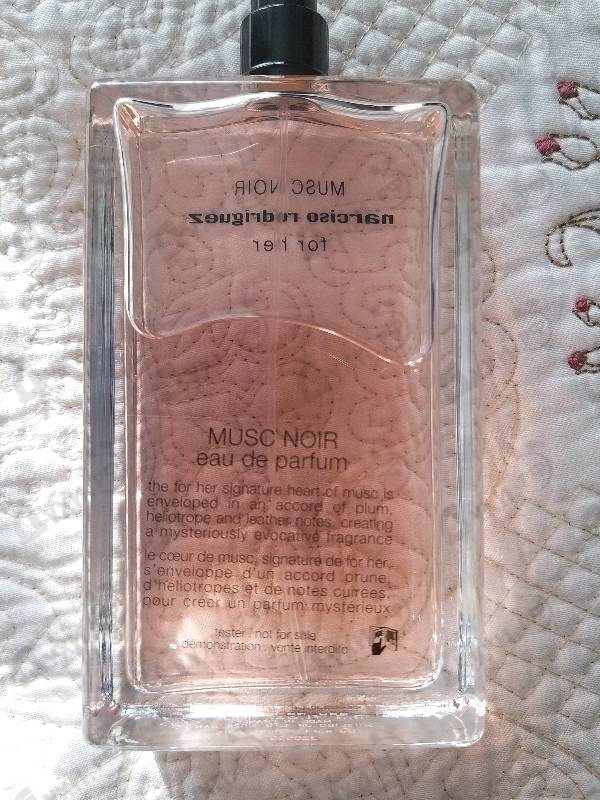 MUSC NOIR
narciso rodriguez
for her
MUSC NOIR
eau de parfum
the for her signature heart of musc is
enveloped in an accord of plum,
heliotrope and leather notes, creating
a mysteriously evocative fragrance
le cœur de musc, signature de for her,
s'enveloppe d'un accord prune,
d'héliotropes et de notes cuirées,
pour créer un parfum mystérieux
tester . not for sale
démonstration . vente interdite